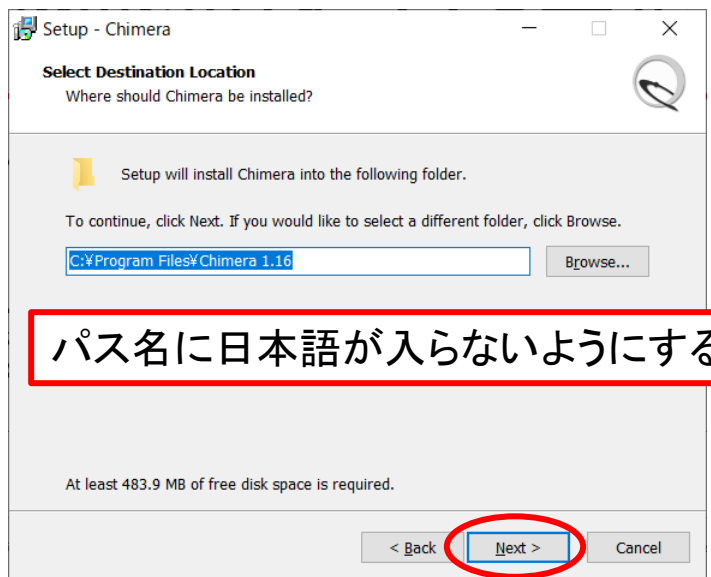 Setup - Chimera
Select Destination Location
Where should Chimera be installed?
Setup will install Chimera into the following folder.
To continue, click Next. If you would like to select a different folder, click Browse.
C:¥Program Files¥Chimera 1.16
Browse...
パス名に日本語が入らないようにする
At least 483.9 MB of free disk space is required.
< Back Next > Cancel